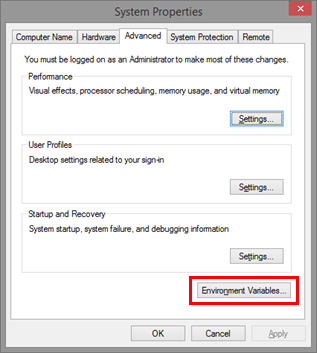 System Properties
Computer Name Hardware Advanced System Protection Remote
You must be logged on as an Administrator to make most of these changes.
Performance
Visual effects, processor scheduling, memory usage, and virtual memory
Settings...
User Profiles
Desktop settings related to your sign-in
Settings...
Startup and Recovery
System startup, system failure, and debugging information
Settings...
Environment Variables...
OK Cancel Apply